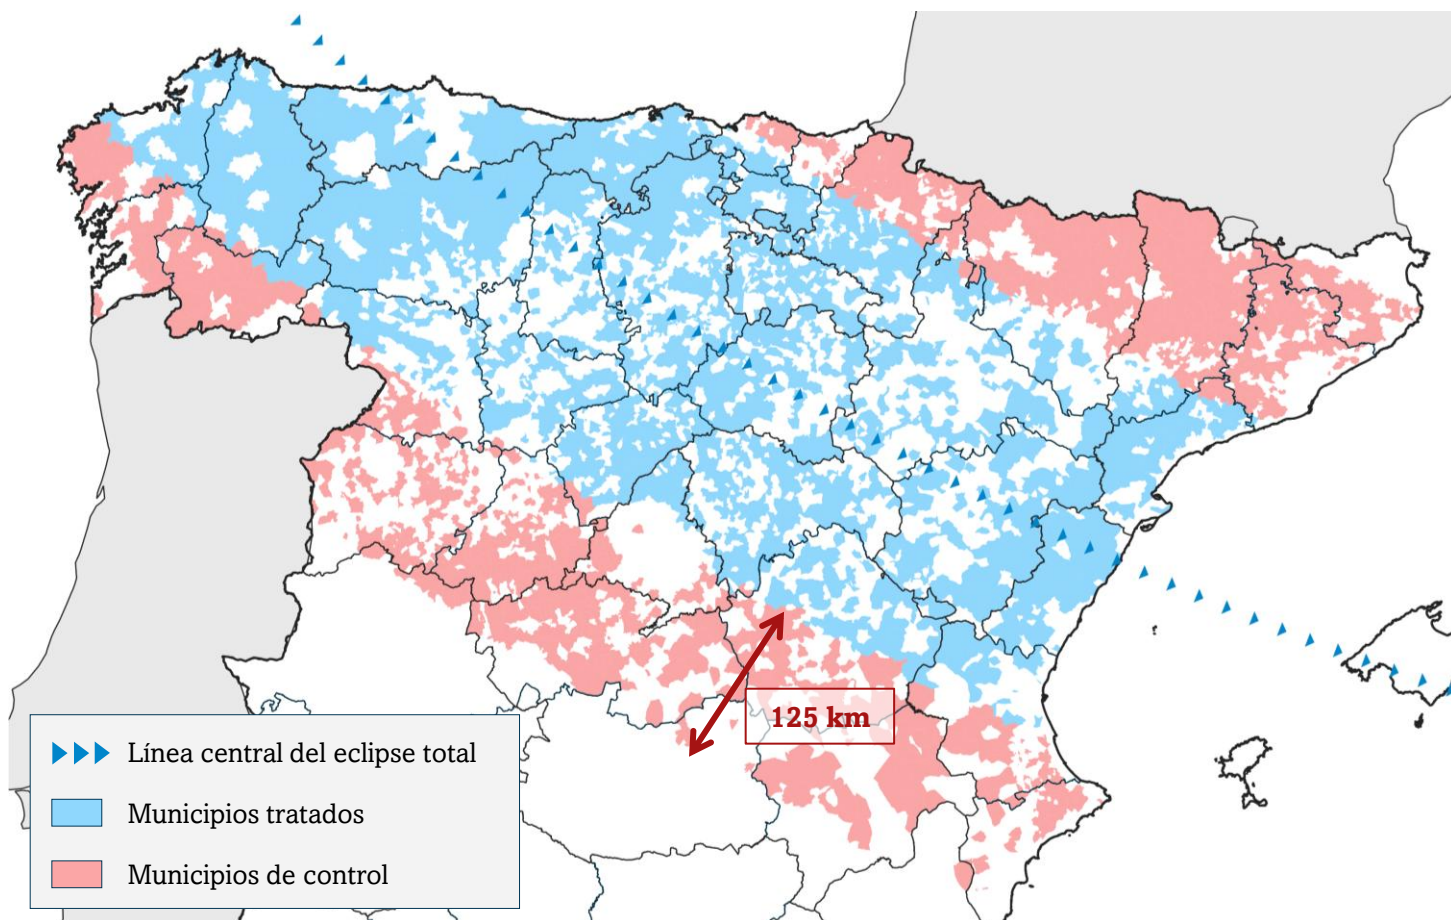 125 km
Línea central del eclipse total
Municipios tratados
Municipios de control